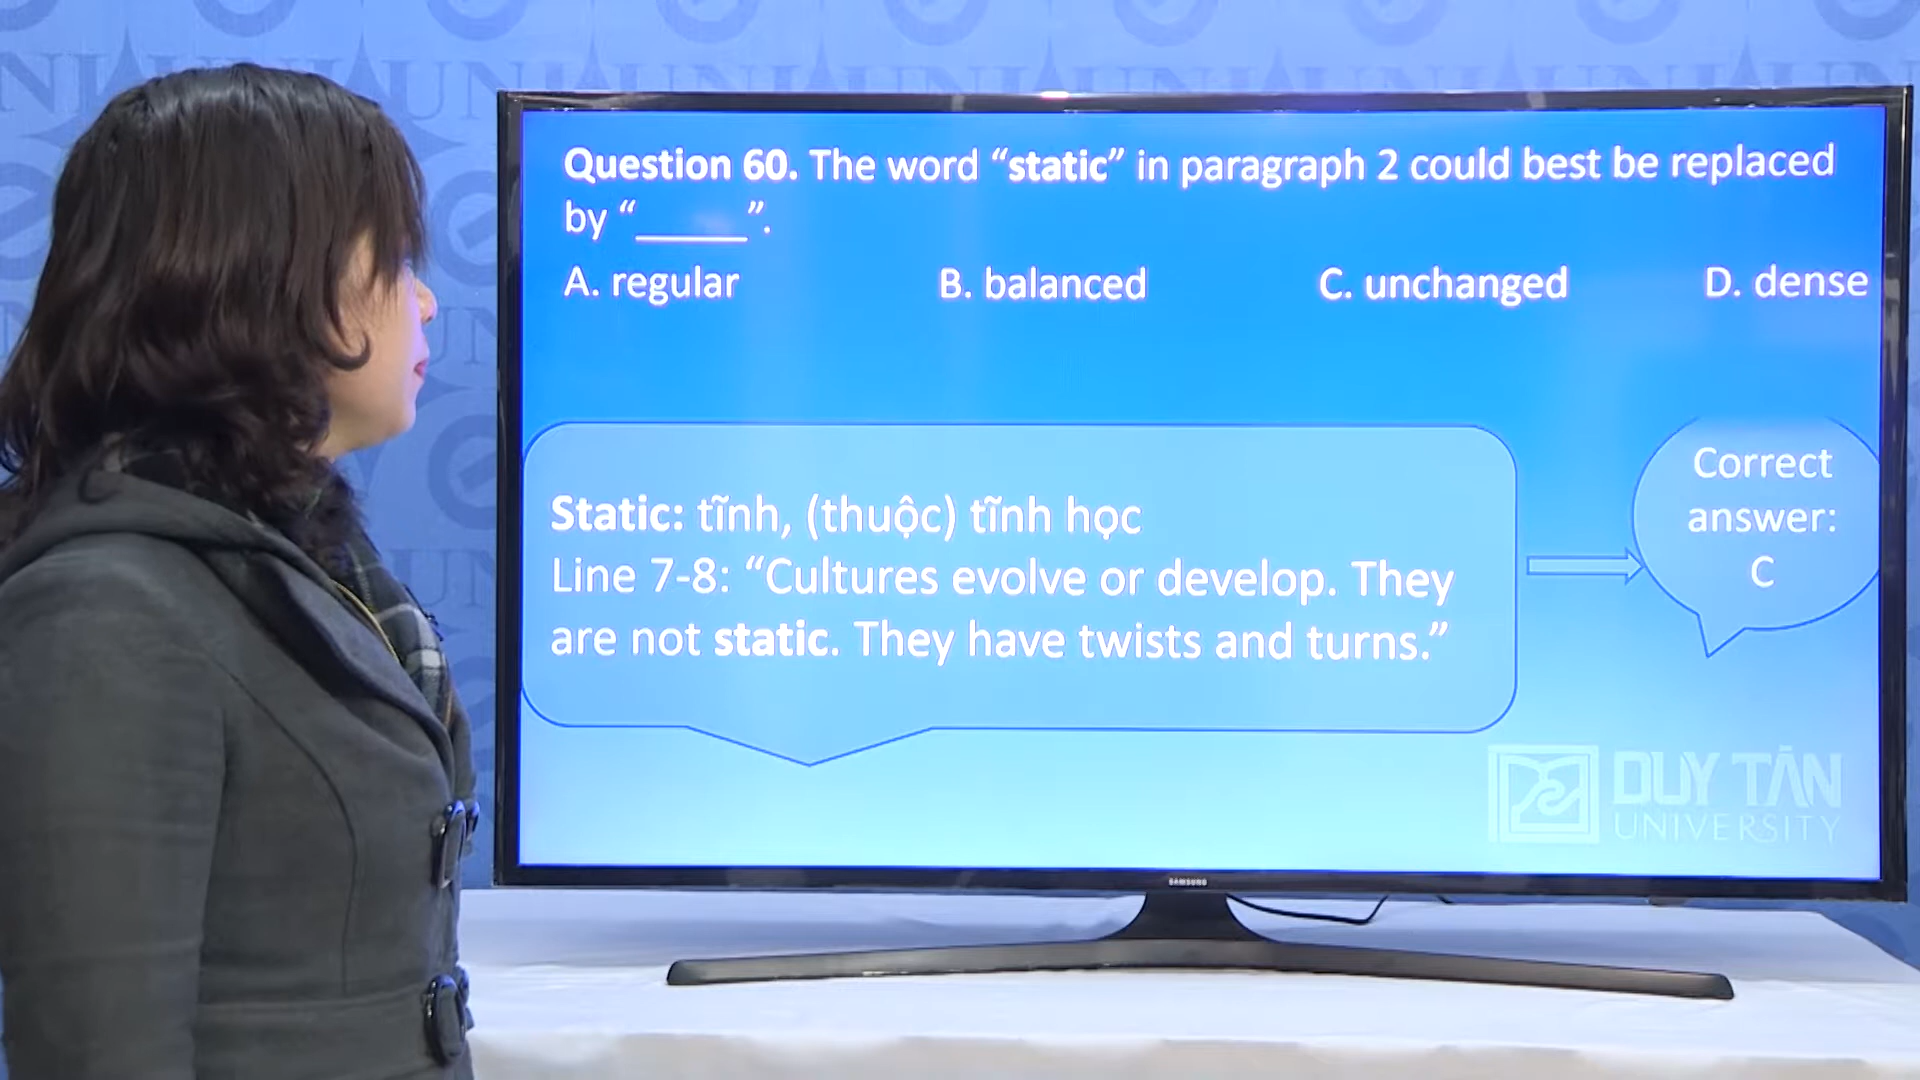 Question 60. The word “static” in paragraph 2 could best be replaced
by “_____”.
A. regular B. balanced C. unchanged D. dense
Static: tĩnh, (thuộc) tĩnh học
Line 7-8: “Cultures evolve or develop. They
are not static. They have twists and turns.”
Correct
answer:
C
DUY TÂN
UNIVERSITY
SAMSUNG